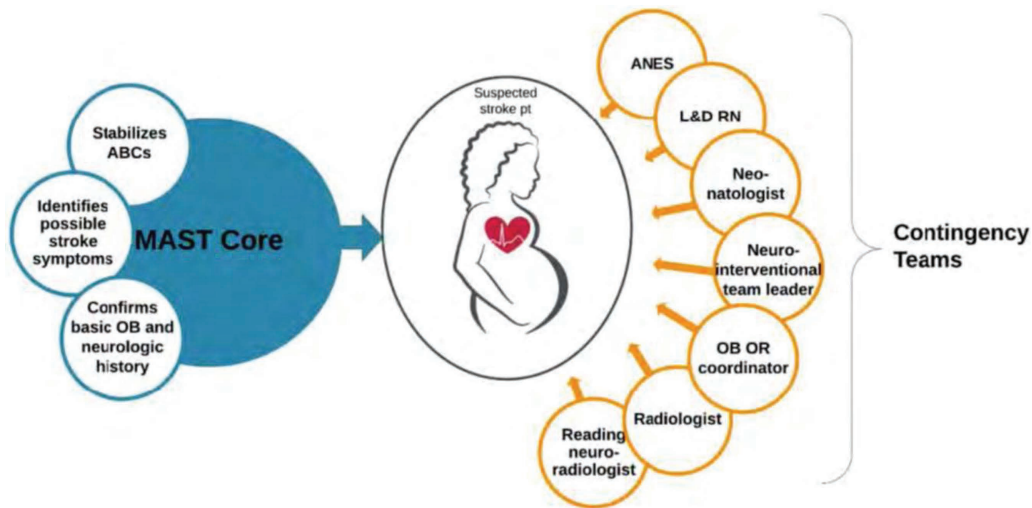 Stabilizes
ABCs
Identifies
possible
stroke
symptoms
Confirms
basic OB and
neurologic
history
MAST Core
Suspected
stroke pt
ANES
L&D RN
Neo-
natologist
Neuro-
interventional
team leader
OB OR
coordinator
Radiologist
Reading
neuro-
radiologist
Contingency
Teams